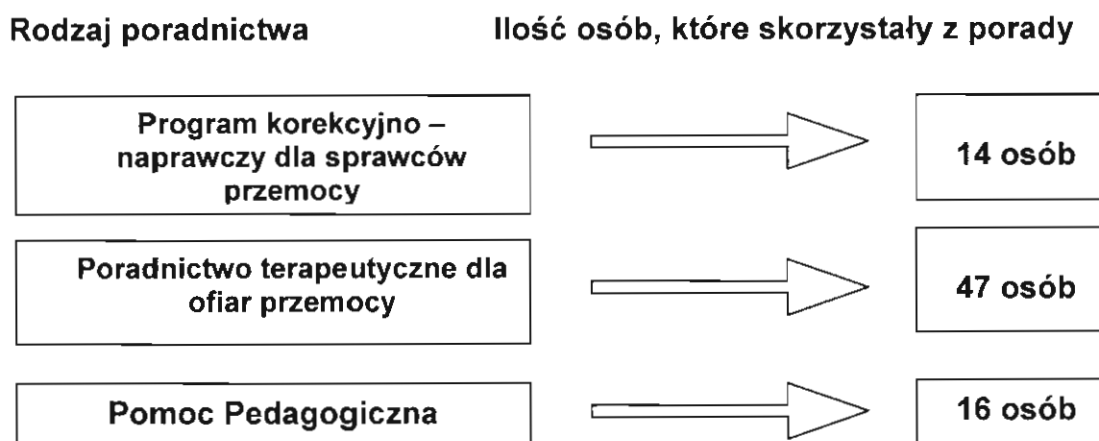 Rodzaj poradnictwa Ilość osób, które skorzystały z porady
Program korekcyjno –
naprawczy dla sprawców
przemocy
14 osób
Poradnictwo terapeutyczne dla
ofiar przemocy
47 osób
Pomoc Pedagogiczna
16 osób